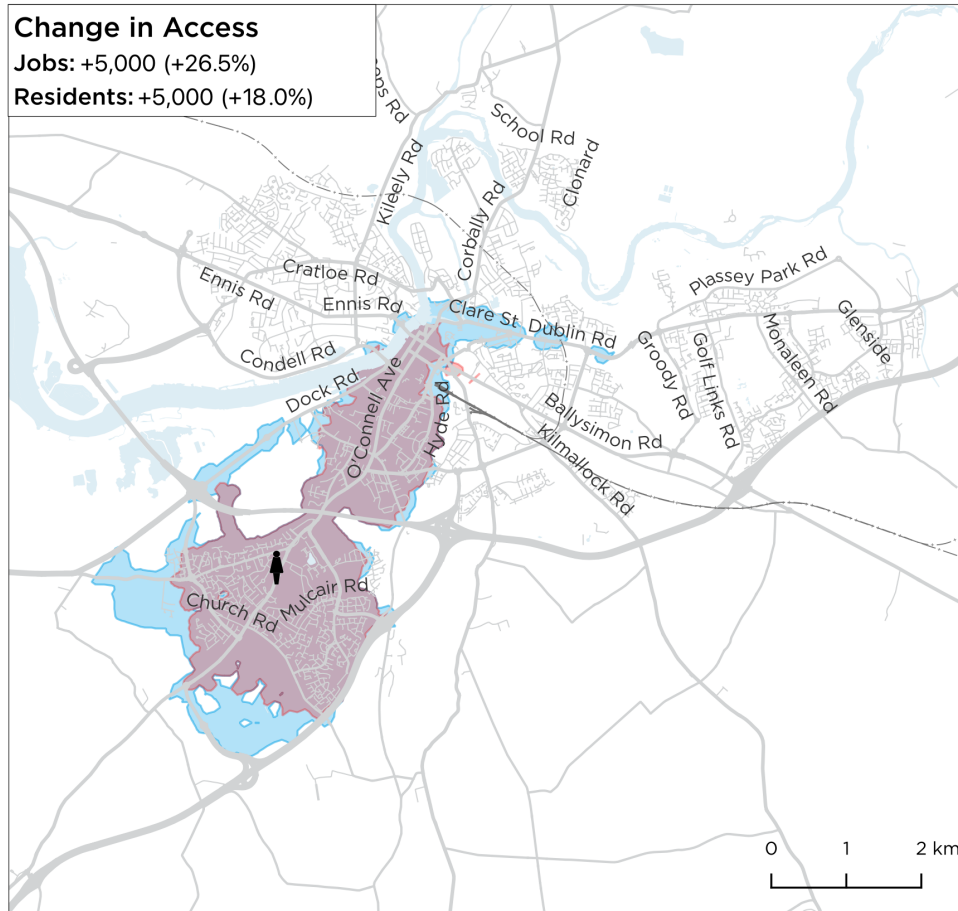 Change in Access
Jobs: +5,000 (+26.5%)
Residents: +5,000 (+18.0%)
Rd
School Rd
Kileely Rd
Clonard
Corbally Rd
Cratloe Rd
Ennis Rd
Ennis Rd
Plassey Park Rd
Clare St
Dublin Rd
Glenside
Condell Rd
Monaleen Rd
Groody Rd
Golf Links Rd
Dock Rd
O'Connell Ave
Hyde Rd
Ballysimon Rd
Kilmallock Rd
Church Rd
Mulcair Rd
0 1 2 km